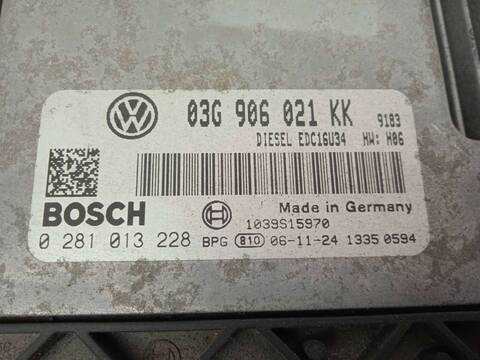 03G 906 021 KK 9183
DIESEL EDC16U34 HW: H06
BOSCH
Made in Germany
1039S15970
0 281 013 228 BPG 810 06-11-24 1335 0594